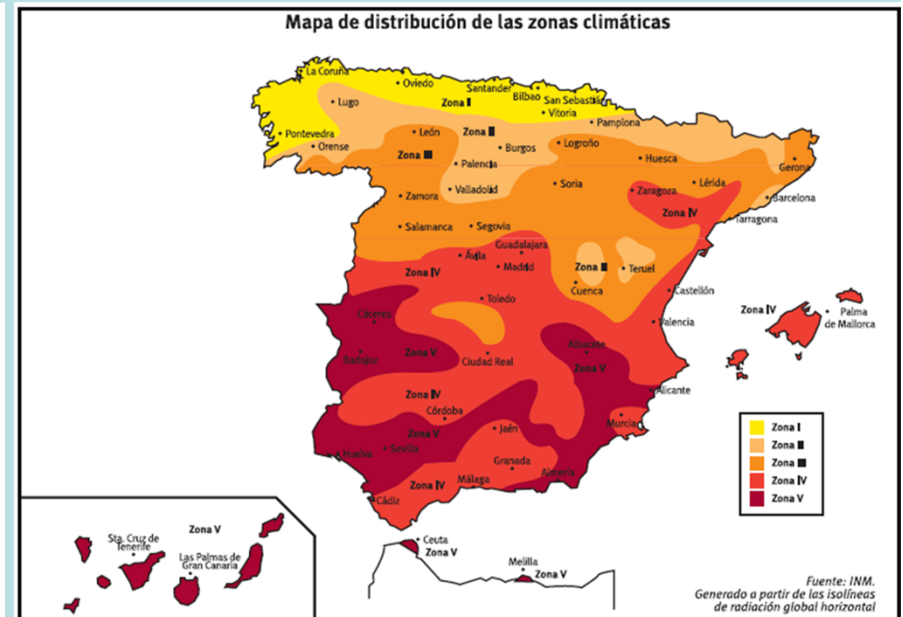 Mapa de distribución de las zonas climáticas
La Coruña
Oviedo
Santander
Bilbao
San Sebastián
Lugo
Zona I
Vitoria
Pamplona
Pontevedra
Orense
León
Zona II
Burgos
Logroño
Zona III
Palencia
Huesca
Gerona
Valladolid
Soria
Zaragoza
Lérida
Zamora
Barcelona
Zona IV
Tarragona
Salamanca
Segovia
Guadalajara
Ávila
Madrid
Zona IV
Zona II
Teruel
Cuenca
Castellón
Toledo
Zona IV
Palma
de Mallorca
Cáceres
Valencia
Albacete
Badajoz
Zona V
Ciudad Real
Zona V
Zona IV
Alicante
Córdoba
Murcia
Zona V
Jaén
Sevilla
Huelva
Granada
Almería
Zona IV
Málaga
Cádiz
Zona I
Zona II
Zona III
Zona IV
Zona V
Zona V
Sta. Cruz de
Tenerife
Las Palmas de
Gran Canaria
Ceuta
Zona V
Melilla
Zona V
Fuente: INM.
Generado a partir de las isolíneas
de radiación global horizontal